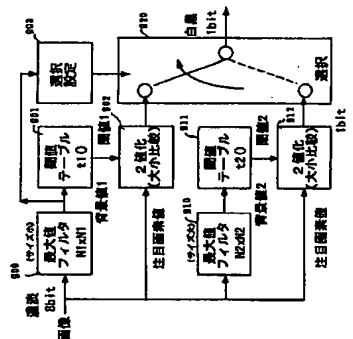 濃淡
8bit
画像
900
(サイズ小)
最大値
フィルタ
N1xN1
901
閾値
テーブル
t10
903
選択
設定
背景値1
閾値1
902
注目画素値
2値化
(大小比較)
910
(サイズ大)
最大値
フィルタ
N2xN2
911
閾値
テーブル
t20
背景値2
閾値2
912
注目画素値
2値化
(大小比較)
1bit
選択
白黒
1bit